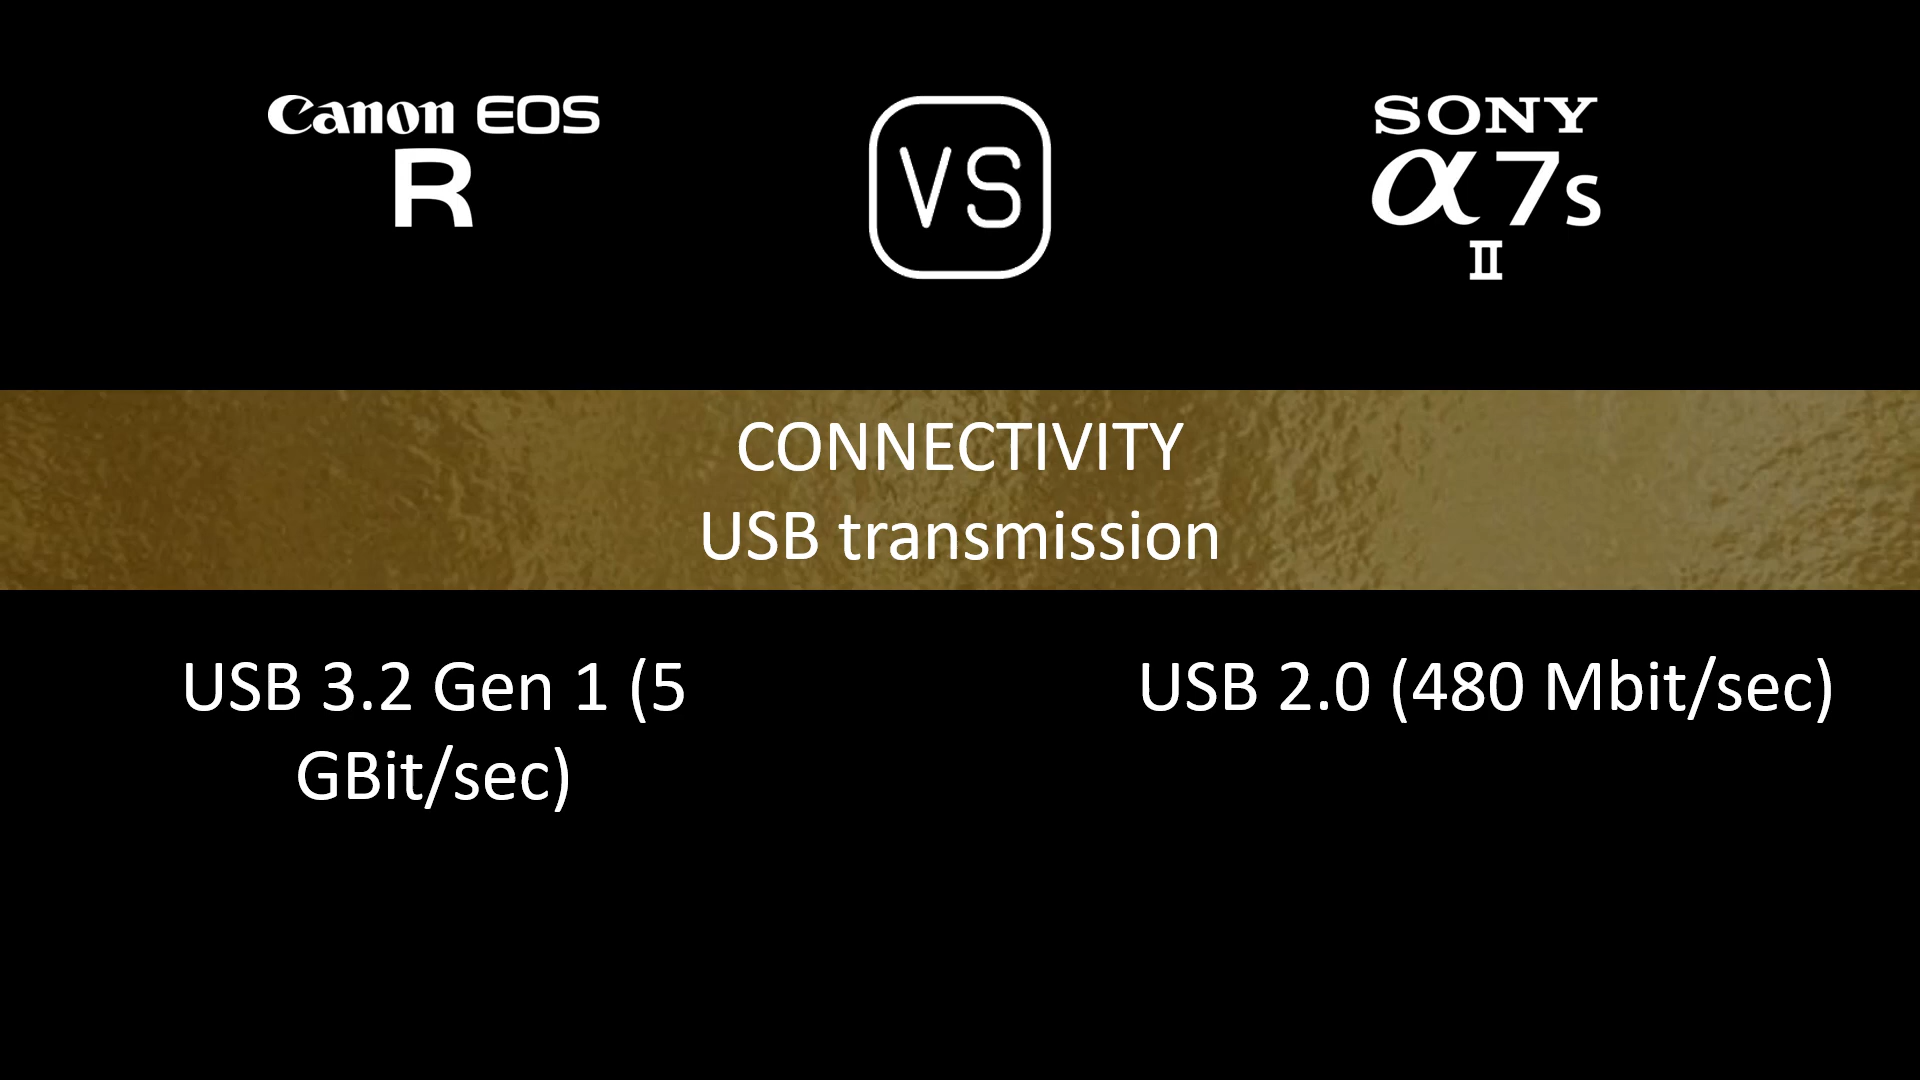 Canon EOS
R
VS
SONY
α7s
II
CONNECTIVITY
USB transmission
USB 3.2 Gen 1 (5
GBit/sec)
USB 2.0 (480 Mbit/sec)